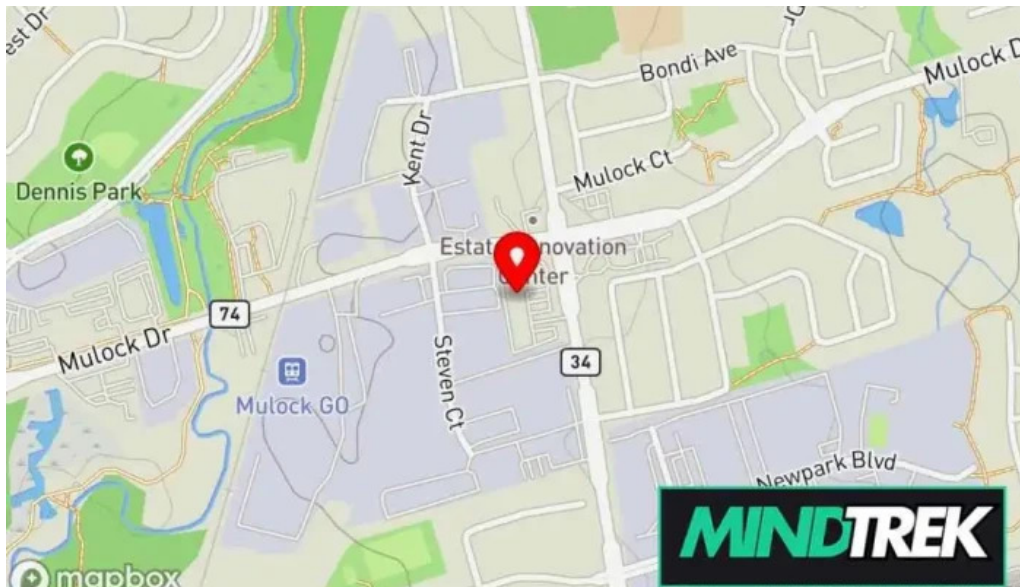 Bondi Ave
Mulock D
est Dr
Kent Dr
Mulock Ct
Dennis Park
Estat novation
nter
74
Mulock Dr
Steven Ct
34
Mulock GO
Newpark Blvd
MINDTREK
mapbox